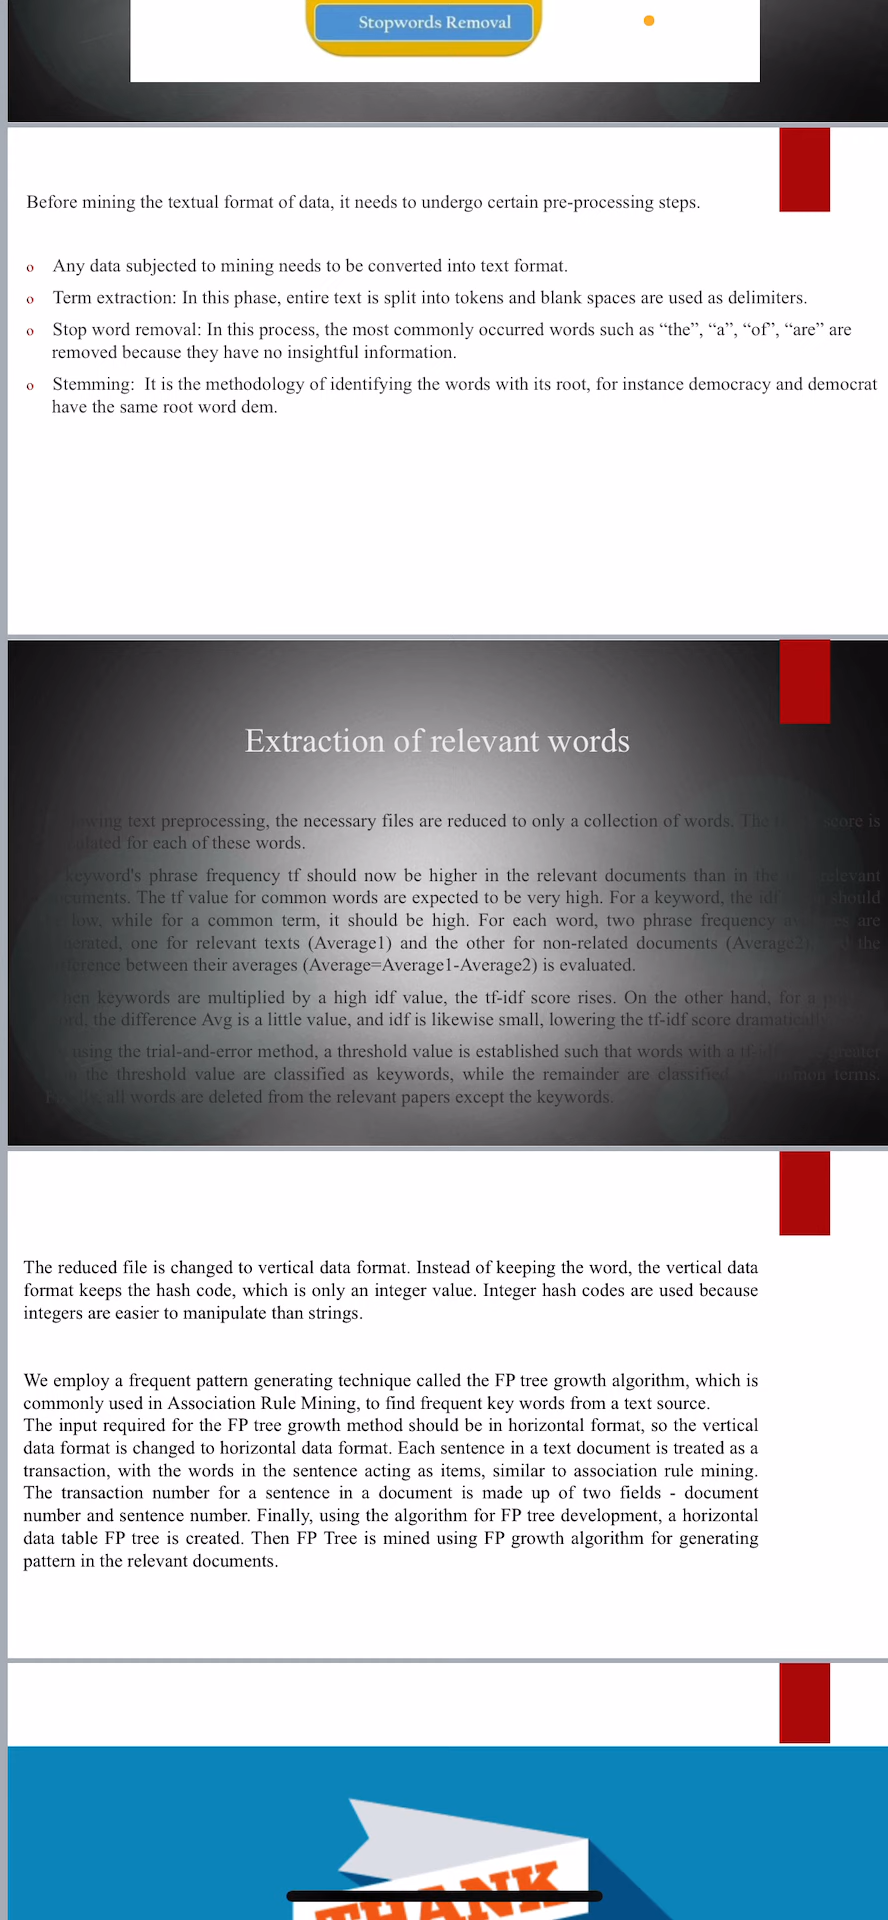 Stopwords Removal
Before mining the textual format of data, it needs to undergo certain pre-processing steps.
o Any data subjected to mining needs to be converted into text format.
o Term extraction: In this phase, entire text is split into tokens and blank spaces are used as delimiters.
o Stop word removal: In this process, the most commonly occurred words such as “the”, “a”, “of”, “are” are
removed because they have no insightful information.
o Stemming:  It is the methodology of identifying the words with its root, for instance democracy and democrat
have the same root word dem.
Extraction of relevant words
text preprocessing, the necessary files are reduced to only a collection of words. The score is
for each of these words.
keyword's phrase frequency tf should now be higher in the relevant documents than in the
The tf value for common words are expected to be very high. For a keyword, the idf should
low, while for a common term, it should be high. For each word, two phrase frequency are
one for relevant texts (Average1) and the other for non-related documents (Average2) the
between their averages (Average=Average1-Average2) is evaluated.
keywords are multiplied by a high idf value, the tf-idf score rises. On the other hand, for
the difference Avg is a little value, and idf is likewise small, lowering the tf-idf score dramatically
using the trial-and-error method, a threshold value is established such that words with a greater
the threshold value are classified as keywords, while the remainder are classified terms.
all words are deleted from the relevant papers except the keywords.
The reduced file is changed to vertical data format. Instead of keeping the word, the vertical data
format keeps the hash code, which is only an integer value. Integer hash codes are used because
integers are easier to manipulate than strings.
We employ a frequent pattern generating technique called the FP tree growth algorithm, which is
commonly used in Association Rule Mining, to find frequent key words from a text source.
The input required for the FP tree growth method should be in horizontal format, so the vertical
data format is changed to horizontal data format. Each sentence in a text document is treated as a
transaction, with the words in the sentence acting as items, similar to association rule mining.
The transaction number for a sentence in a document is made up of two fields - document
number and sentence number. Finally, using the algorithm for FP tree development, a horizontal
data table FP tree is created. Then FP Tree is mined using FP growth algorithm for generating
pattern in the relevant documents.
THANK